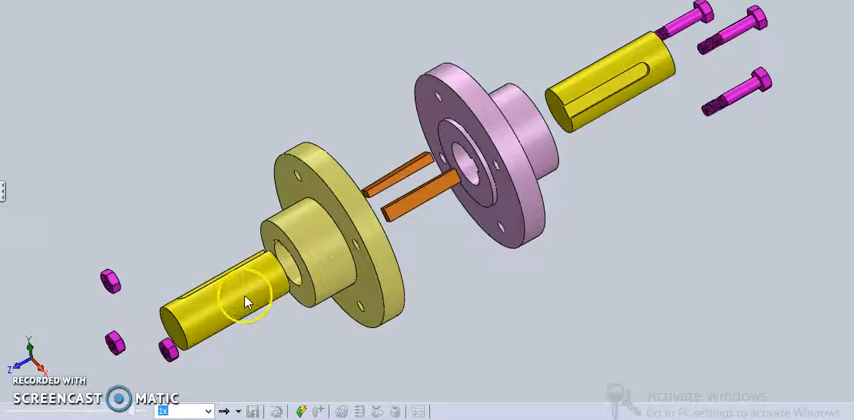 Y
Z
X
RECORDED WITH
SCREENCAST MATIC
1x
Activate Windows
Go to PC settings to activate Windows